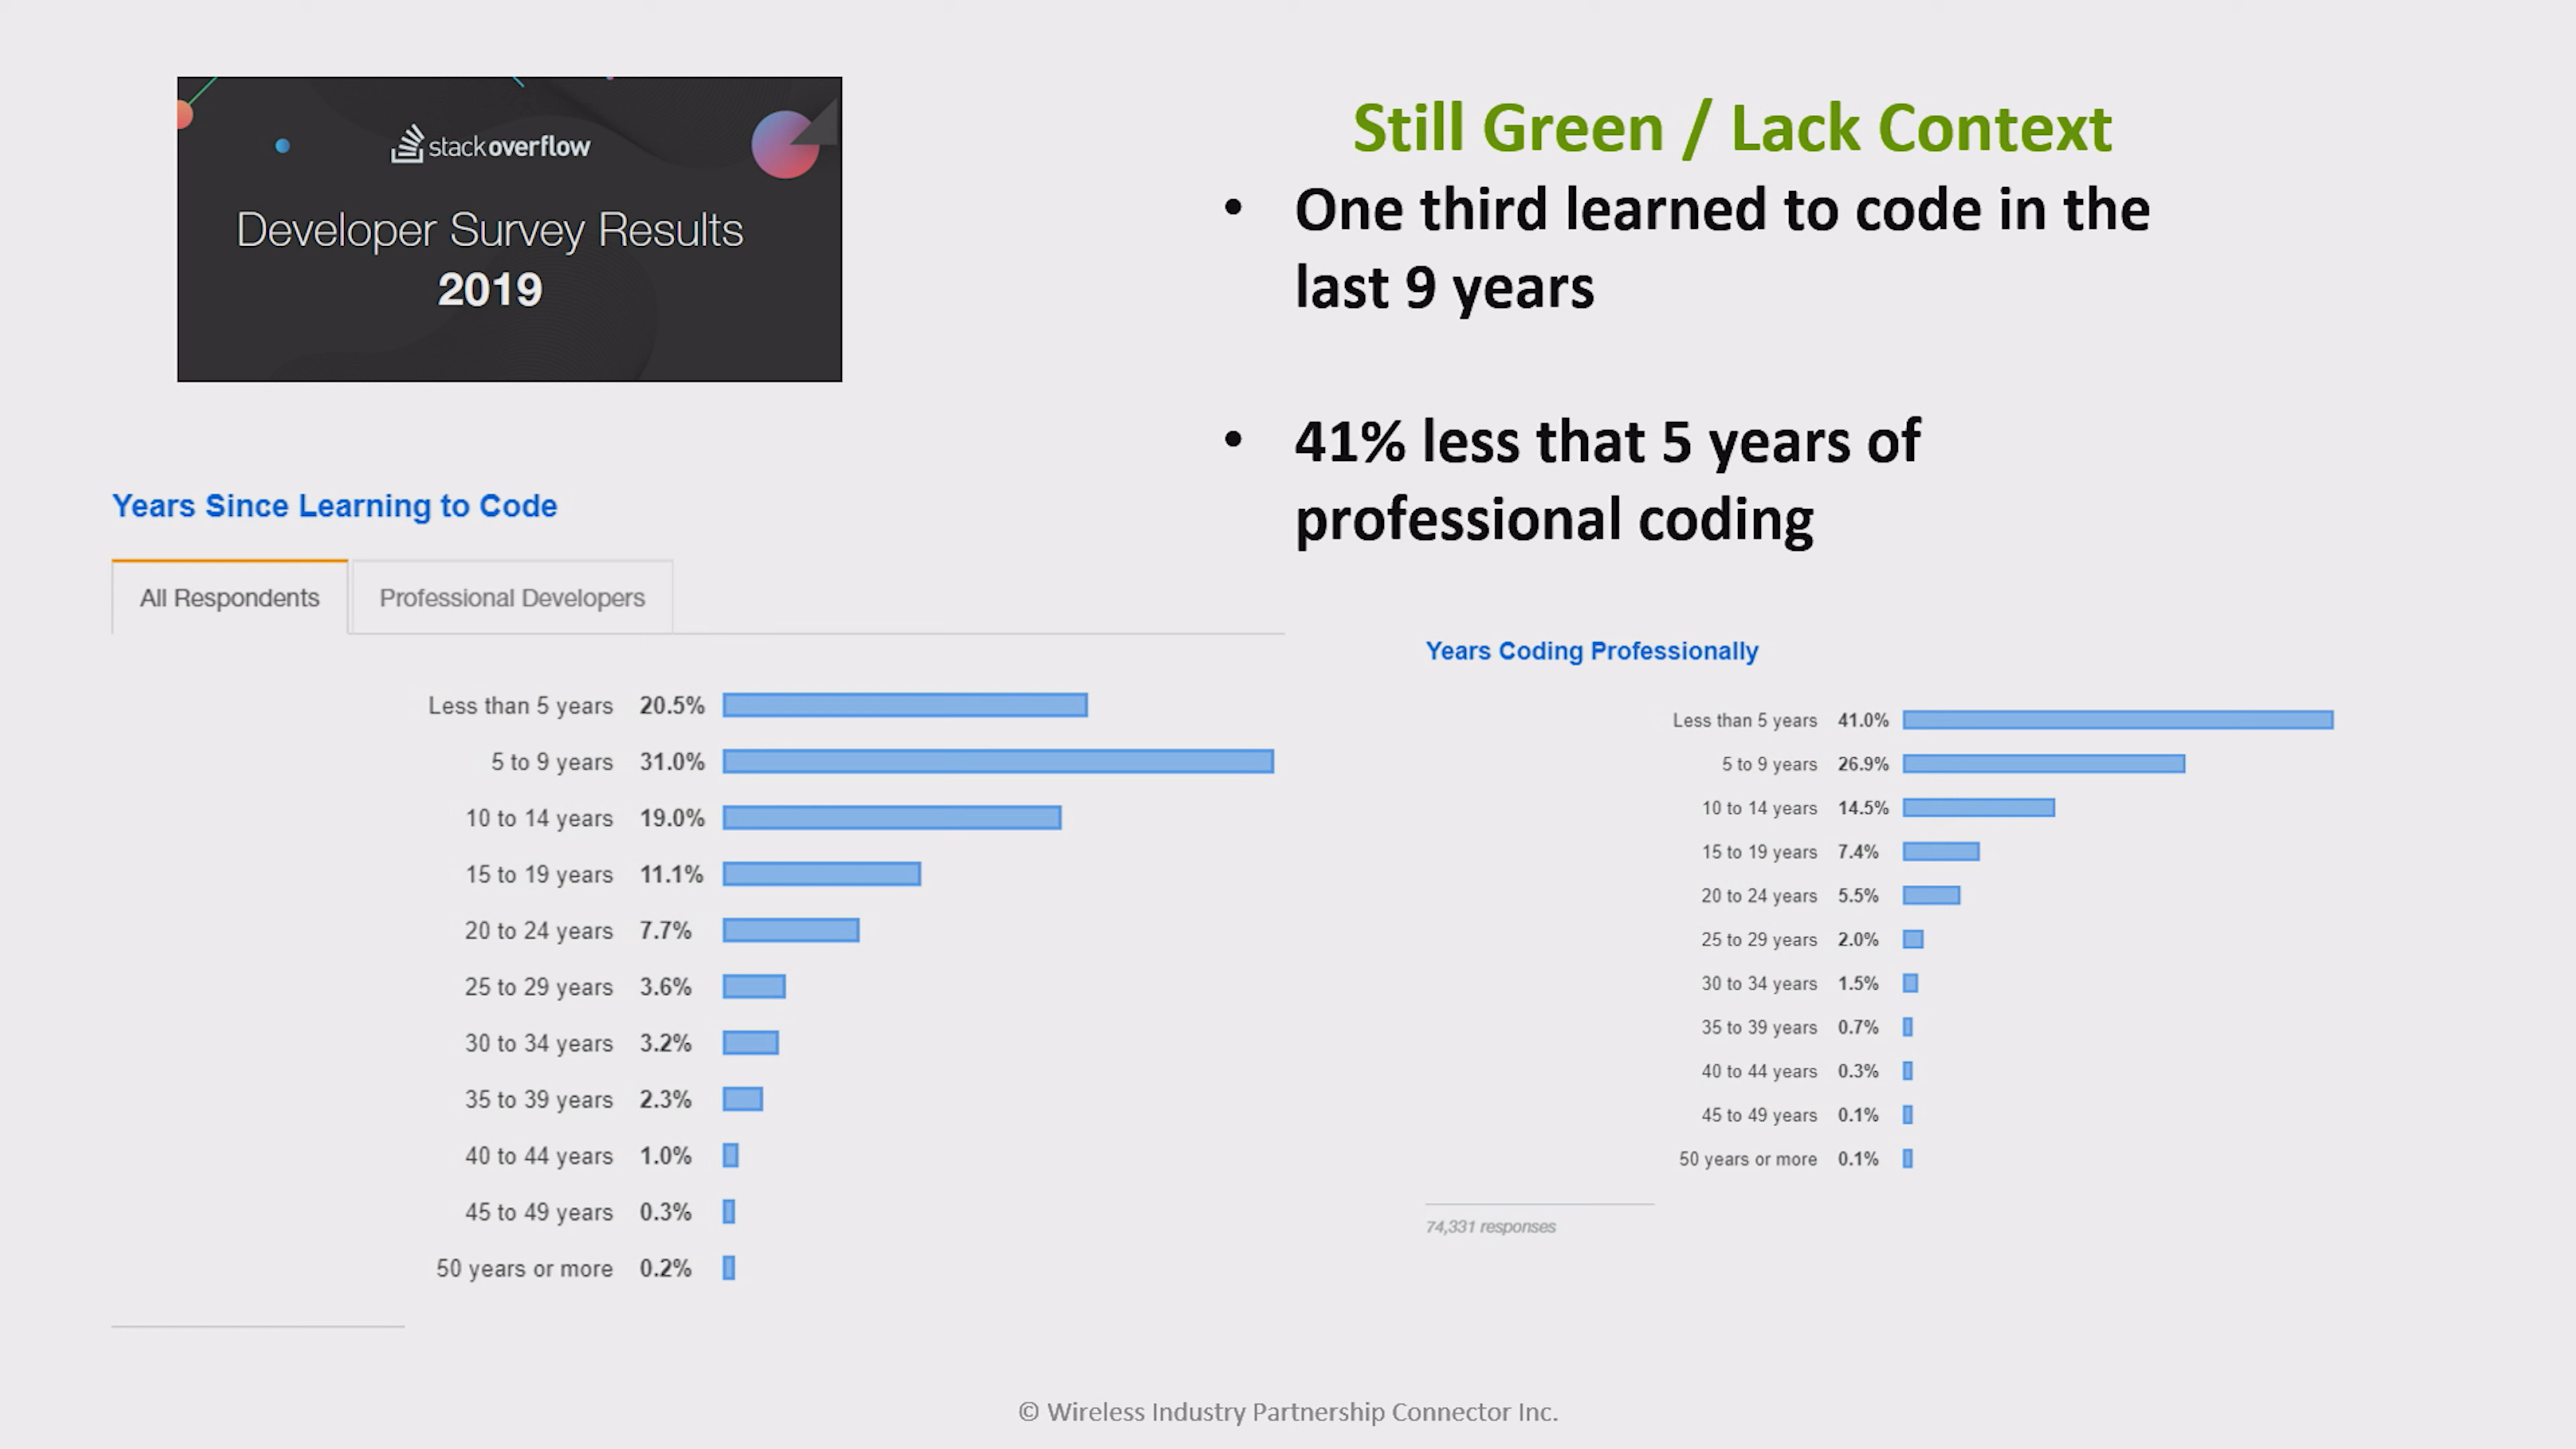 stackoverflow
Developer Survey Results
2019
Still Green / Lack Context
• One third learned to code in the
last 9 years
• 41% less that 5 years of
professional coding
Years Since Learning to Code
All Respondents Professional Developers
Less than 5 years 20.5%
5 to 9 years 31.0%
10 to 14 years 19.0%
15 to 19 years 11.1%
20 to 24 years 7.7%
25 to 29 years 3.6%
30 to 34 years 3.2%
35 to 39 years 2.3%
40 to 44 years 1.0%
45 to 49 years 0.3%
50 years or more 0.2%
Years Coding Professionally
Less than 5 years 41.0%
5 to 9 years 26.9%
10 to 14 years 14.5%
15 to 19 years 7.4%
20 to 24 years 5.5%
25 to 29 years 2.0%
30 to 34 years 1.5%
35 to 39 years 0.7%
40 to 44 years 0.3%
45 to 49 years 0.1%
50 years or more 0.1%
74,331 responses
© Wireless Industry Partnership Connector Inc.